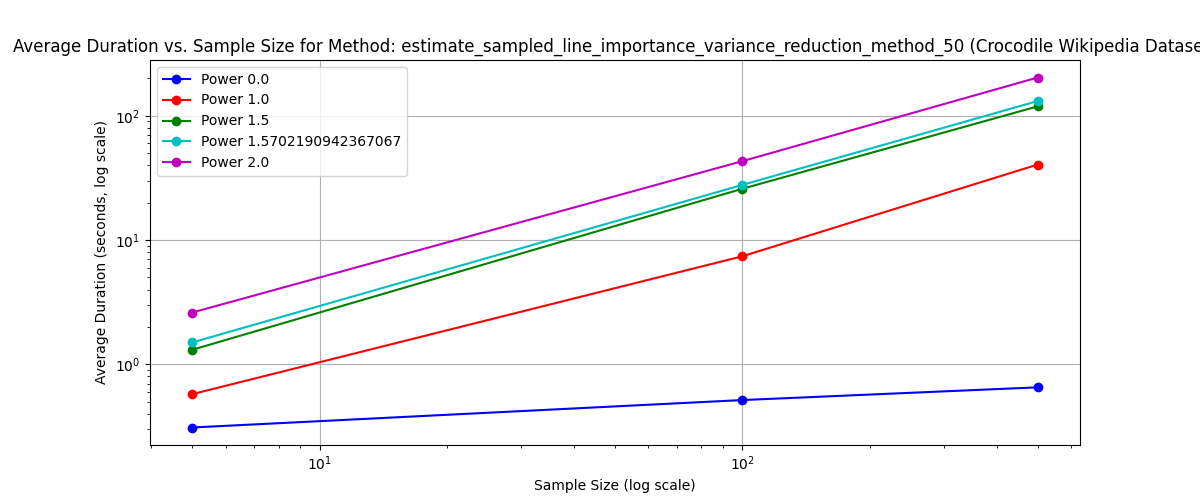 Average Duration vs. Sample Size for Method: estimate_sampled_line_importance_variance_reduction_method_50 (Crocodile Wikipedia Datase
Power 0.0
Power 1.0
Power 1.5
Power 1.5702190942367067
Power 2.0
Average Duration (seconds, log scale)
10²
10¹
10⁰
10¹ 10²
Sample Size (log scale)